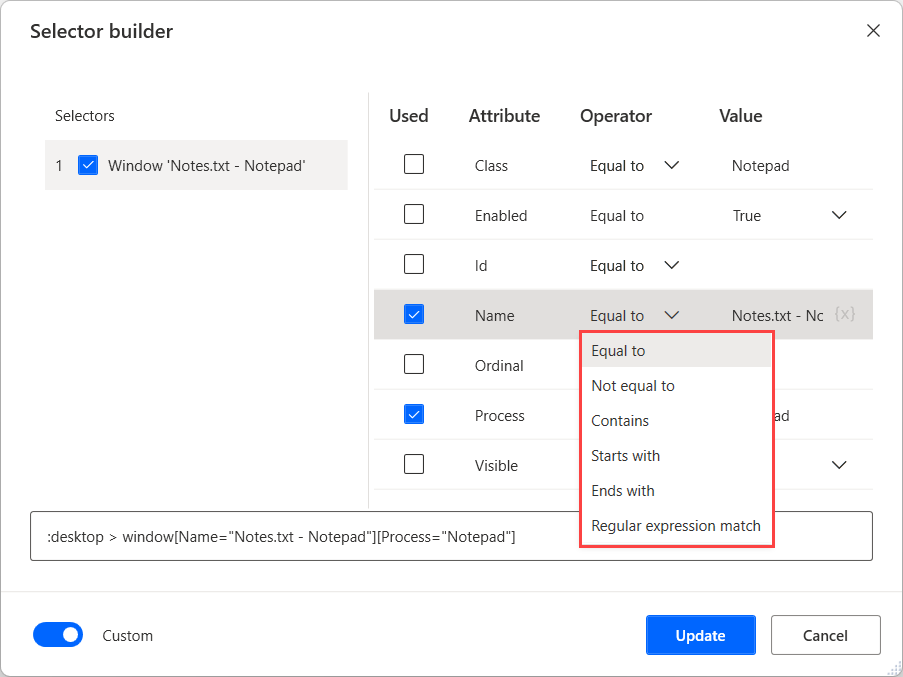 Selector builder
Selectors
Used Attribute Operator Value
1 Window 'Notes.txt - Notepad'
Class Equal to Notepad
Enabled Equal to True
Id Equal to
Name Equal to Notes.txt - Nc {x}
Equal to
Ordinal
Not equal to
Process ad
Contains
Visible
Starts with
Ends with
Regular expression match
:desktop > window[Name="Notes.txt - Notepad"][Process="Notepad"]
Custom
Update
Cancel